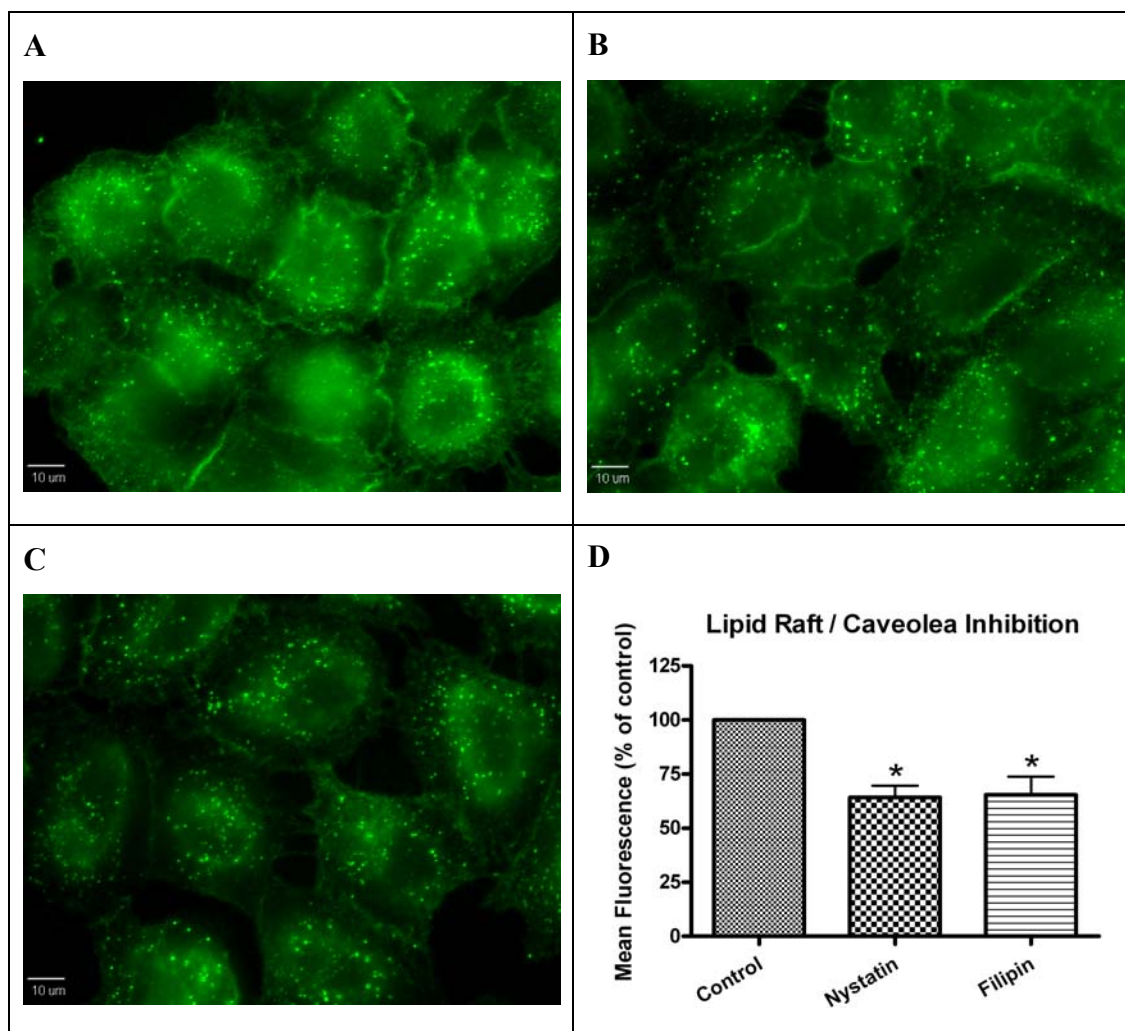 A
B
10 um
10 um
C
D
10 um
Lipid Raft / Caveolea Inhibition
Mean Fluorescence (% of control)
125
100
75
50
25
0
*
*
Control
Nystatin
Filipin